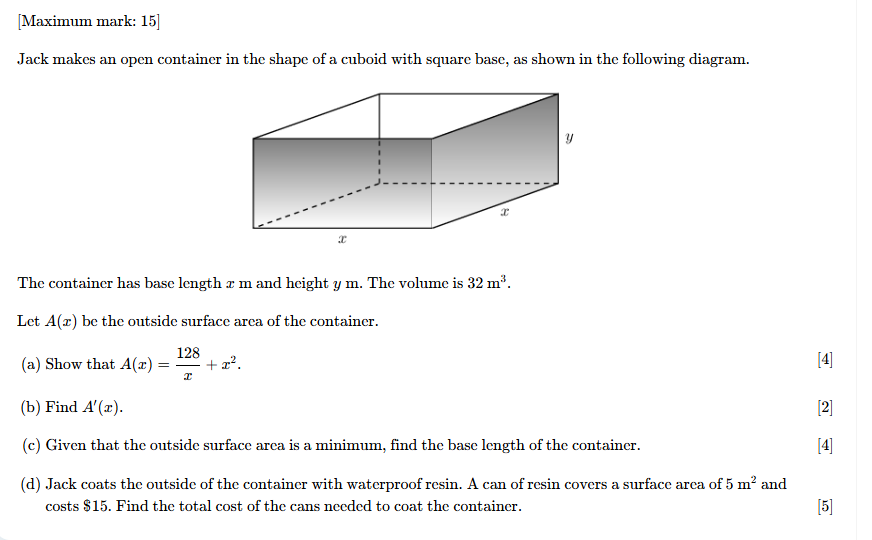 [Maximum mark: 15]
Jack makes an open container in the shape of a cuboid with square base, as shown in the following diagram.
y
x
x
The container has base length x m and height y m. The volume is 32 m³.
Let A(x) be the outside surface area of the container.
(a) Show that A(x) = 128/x + x². [4]
(b) Find A′(x). [2]
(c) Given that the outside surface area is a minimum, find the base length of the container. [4]
(d) Jack coats the outside of the container with waterproof resin. A can of resin covers a surface area of 5 m² and
costs $15. Find the total cost of the cans needed to coat the container. [5]